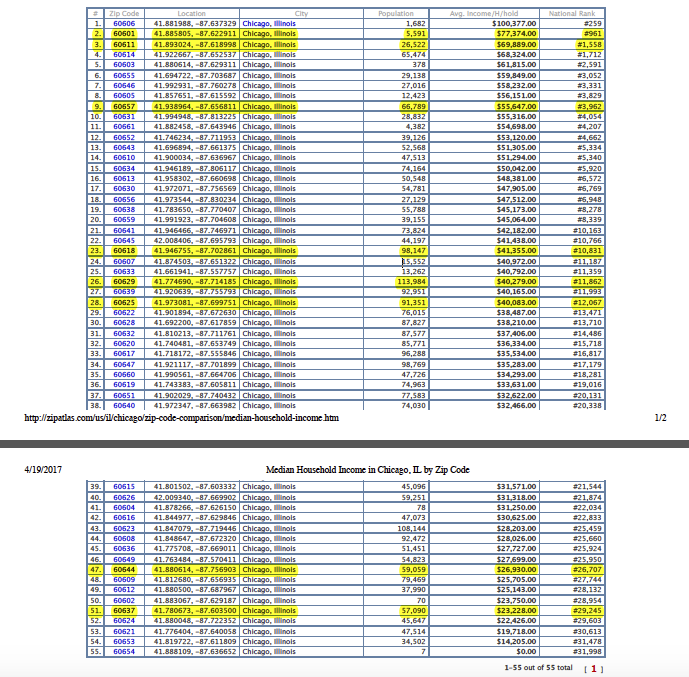 # Zip Code Location City Population Avg. Income/H/hold National Rank
1. 60606 41.881988, -87.637329 Chicago, Illinois 1,682 $100,377.00 #259
2. 60601 41.885805, -87.622911 Chicago, Illinois 5,591 $77,374.00 #961
3. 60611 41.893024, -87.618998 Chicago, Illinois 26,522 $69,889.00 #1,558
4. 60614 41.922667, -87.652537 Chicago, Illinois 65,474 $68,324.00 #1,712
5. 60603 41.880614, -87.629311 Chicago, Illinois 378 $61,815.00 #2,591
6. 60655 41.694722, -87.703687 Chicago, Illinois 29,138 $59,849.00 #3,052
7. 60646 41.992931, -87.760278 Chicago, Illinois 27,016 $58,232.00 #3,331
8. 60605 41.857651, -87.615592 Chicago, Illinois 12,423 $56,151.00 #3,829
9. 60657 41.938964, -87.656811 Chicago, Illinois 66,789 $55,647.00 #3,962
10. 60631 41.994948, -87.813225 Chicago, Illinois 28,832 $55,316.00 #4,054
11. 60661 41.882458, -87.643946 Chicago, Illinois 4,382 $54,698.00 #4,207
12. 60652 41.746234, -87.711953 Chicago, Illinois 39,126 $53,120.00 #4,662
13. 60643 41.696894, -87.661375 Chicago, Illinois 52,568 $51,305.00 #5,334
14. 60610 41.900034, -87.636967 Chicago, Illinois 47,513 $51,294.00 #5,340
15. 60634 41.946189, -87.806117 Chicago, Illinois 74,164 $50,042.00 #5,920
16. 60613 41.958302, -87.660698 Chicago, Illinois 50,548 $48,381.00 #6,572
17. 60630 41.972071, -87.756569 Chicago, Illinois 54,781 $47,905.00 #6,769
18. 60656 41.973544, -87.830234 Chicago, Illinois 27,129 $47,512.00 #6,948
19. 60638 41.783650, -87.770407 Chicago, Illinois 55,788 $45,173.00 #8,278
20. 60659 41.991923, -87.704608 Chicago, Illinois 39,155 $45,064.00 #8,339
21. 60641 41.946466, -87.746971 Chicago, Illinois 73,824 $42,182.00 #10,163
22. 60645 42.008406, -87.695793 Chicago, Illinois 44,197 $41,438.00 #10,766
23. 60618 41.946755, -87.702861 Chicago, Illinois 98,147 $41,355.00 #10,831
24. 60607 41.874503, -87.651322 Chicago, Illinois 15,552 $40,972.00 #11,187
25. 60633 41.661941, -87.557757 Chicago, Illinois 13,262 $40,792.00 #11,359
26. 60629 41.774690, -87.714185 Chicago, Illinois 113,984 $40,279.00 #11,862
27. 60639 41.920639, -87.755793 Chicago, Illinois 92,951 $40,165.00 #11,993
28. 60625 41.973081, -87.699751 Chicago, Illinois 91,351 $40,083.00 #12,067
29. 60622 41.901894, -87.672630 Chicago, Illinois 76,015 $38,487.00 #13,471
30. 60628 41.692200, -87.617859 Chicago, Illinois 87,827 $38,210.00 #13,710
31. 60632 41.810213, -87.711761 Chicago, Illinois 87,577 $37,406.00 #14,486
32. 60620 41.740481, -87.653749 Chicago, Illinois 85,771 $36,334.00 #15,718
33. 60617 41.718172, -87.555846 Chicago, Illinois 96,288 $35,534.00 #16,817
34. 60647 41.921117, -87.701899 Chicago, Illinois 98,769 $35,283.00 #17,179
35. 60660 41.990561, -87.664706 Chicago, Illinois 47,726 $34,293.00 #18,281
36. 60619 41.743383, -87.605811 Chicago, Illinois 74,963 $33,631.00 #19,016
37. 60651 41.902029, -87.740432 Chicago, Illinois 77,583 $32,622.00 #20,131
38. 60640 41.972347, -87.663982 Chicago, Illinois 74,030 $32,466.00 #20,338
http://zipatlas.com/us/il/chicago/zip-code-comparison/median-household-income.htm 1/2
4/19/2017 Median Household Income in Chicago, IL by Zip Code
39. 60615 41.801502, -87.603332 Chicago, Illinois 45,096 $31,571.00 #21,544
40. 60626 42.009340, -87.669902 Chicago, Illinois 59,251 $31,318.00 #21,874
41. 60604 41.878266, -87.626150 Chicago, Illinois 78 $31,250.00 #22,034
42. 60616 41.844977, -87.629846 Chicago, Illinois 47,073 $30,625.00 #22,833
43. 60623 41.847079, -87.719446 Chicago, Illinois 108,144 $28,203.00 #25,459
44. 60608 41.848647, -87.672320 Chicago, Illinois 92,472 $28,026.00 #25,660
45. 60636 41.775708, -87.669011 Chicago, Illinois 51,451 $27,727.00 #25,924
46. 60649 41.763484, -87.570411 Chicago, Illinois 54,823 $27,699.00 #25,950
47. 60644 41.880614, -87.756903 Chicago, Illinois 59,059 $26,930.00 #26,707
48. 60609 41.812680, -87.656935 Chicago, Illinois 79,469 $25,705.00 #27,744
49. 60612 41.880500, -87.687967 Chicago, Illinois 37,990 $25,143.00 #28,132
50. 60602 41.883067, -87.629187 Chicago, Illinois 70 $23,750.00 #28,954
51. 60637 41.780673, -87.603500 Chicago, Illinois 57,090 $23,228.00 #29,245
52. 60624 41.880048, -87.722352 Chicago, Illinois 45,647 $22,426.00 #29,603
53. 60621 41.776404, -87.640058 Chicago, Illinois 47,514 $19,718.00 #30,613
54. 60653 41.819722, -87.611809 Chicago, Illinois 34,502 $14,205.00 #31,478
55. 60654 41.888109, -87.636652 Chicago, Illinois 7 $0.00 #31,998
1-55 out of 55 total [ 1 ]